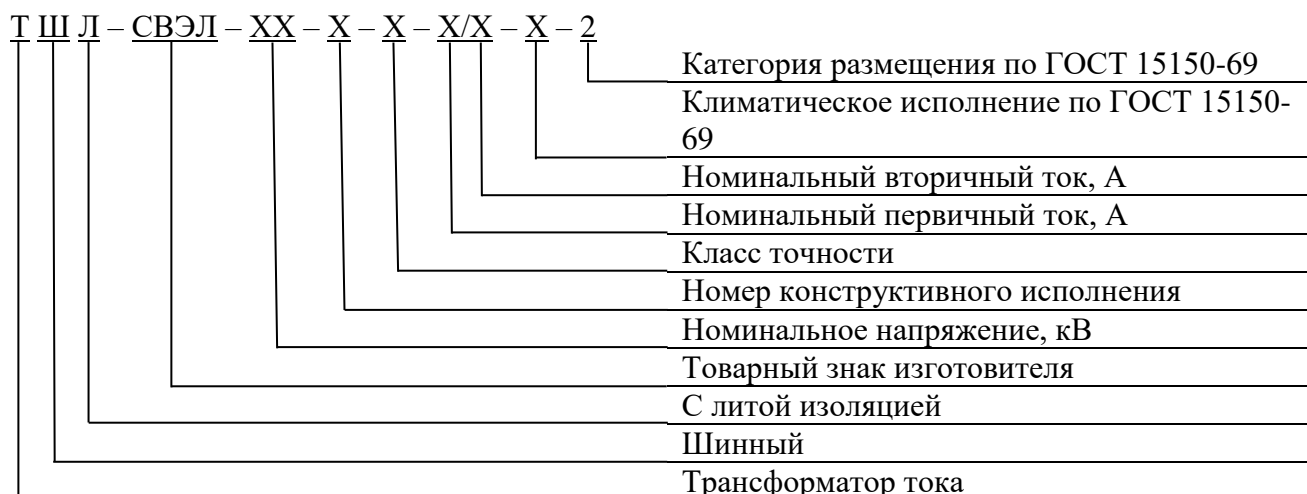 Т Ш Л – СВЭЛ – ХХ – Х – Х – Х/Х – Х – 2
Категория размещения по ГОСТ 15150-69
Климатическое исполнение по ГОСТ 15150-
69
Номинальный вторичный ток, А
Номинальный первичный ток, А
Класс точности
Номер конструктивного исполнения
Номинальное напряжение, кВ
Товарный знак изготовителя
С литой изоляцией
Шинный
Трансформатор тока